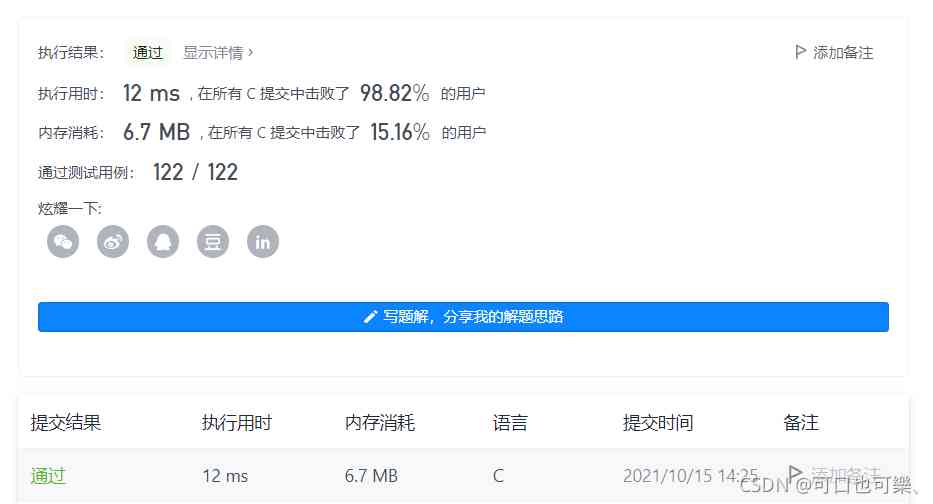 执行结果： 通过 显示详情 › 添加备注
执行用时： 12 ms , 在所有 C 提交中击败了 98.82% 的用户
内存消耗： 6.7 MB , 在所有 C 提交中击败了 15.16% 的用户
通过测试用例： 122 / 122
炫耀一下:
豆 in
写题解，分享我的解题思路
提交结果 执行用时 内存消耗 语言 提交时间 备注
通过 12 ms 6.7 MB C 2021/10/15 14:25 添加备注
CSDN @可口也可樂、